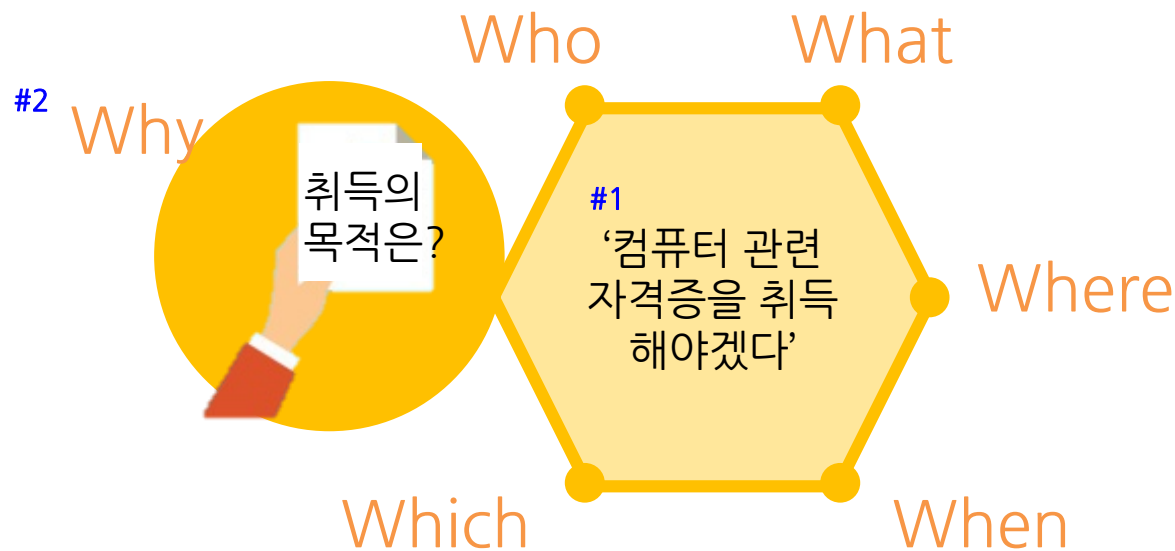 Who
What
#2
Why
취득의
목적은?
#1
‘컴퓨터 관련
자격증을 취득
해야겠다’
Where
Which
When